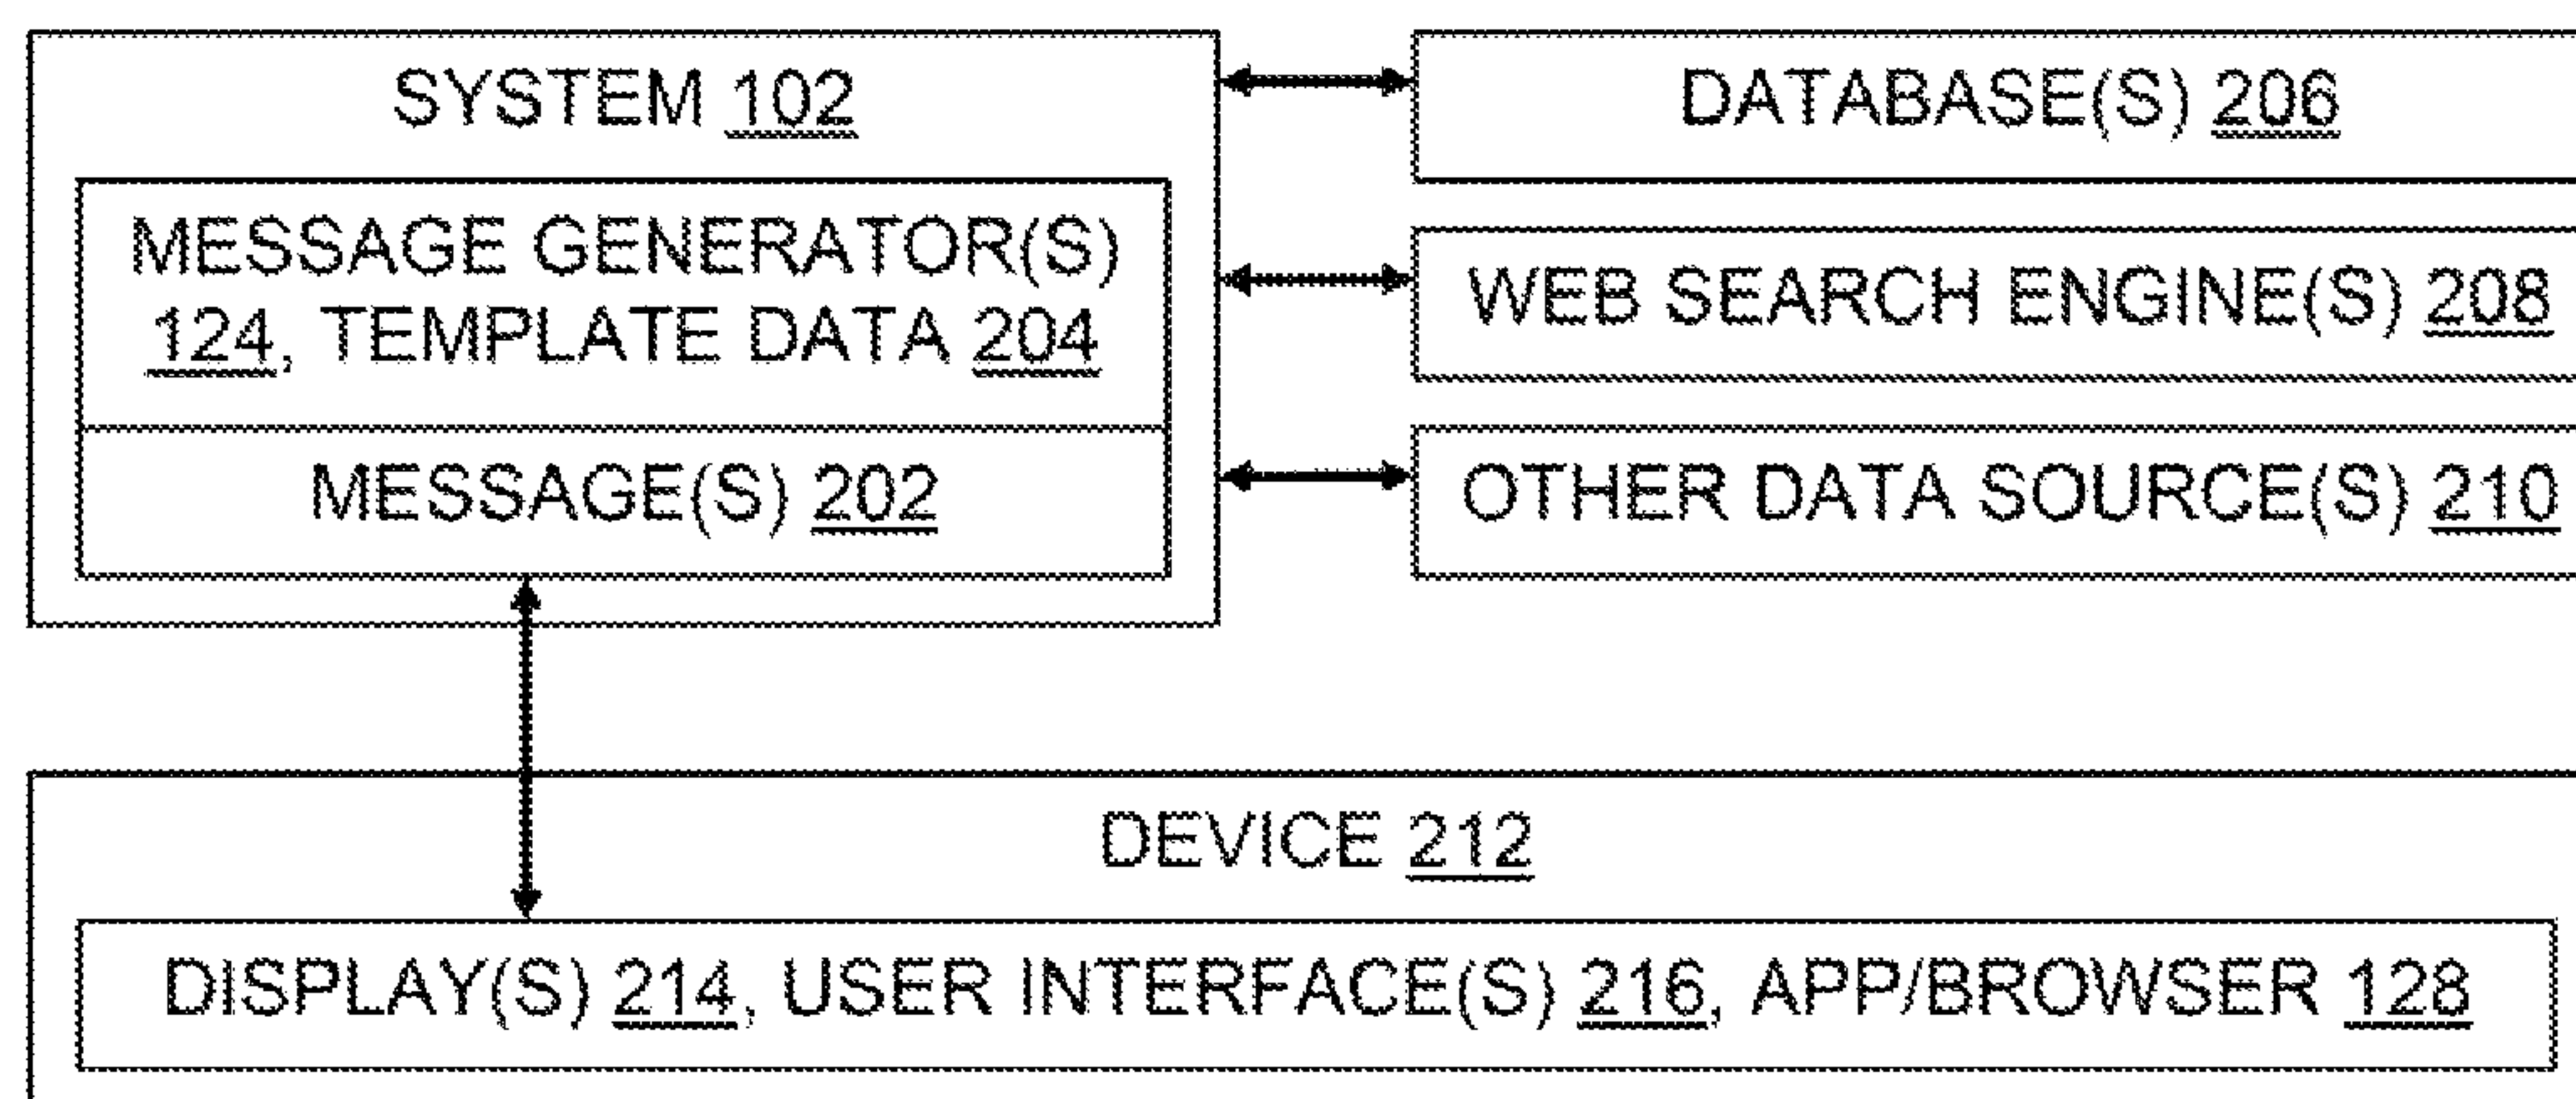 SYSTEM 102
MESSAGE GENERATOR(S)
124, TEMPLATE DATA 204
MESSAGE(S) 202
DATABASE(S) 206
WEB SEARCH ENGINE(S) 208
OTHER DATA SOURCE(S) 210
DEVICE 212
DISPLAY(S) 214, USER INTERFACE(S) 216, APP/BROWSER 128